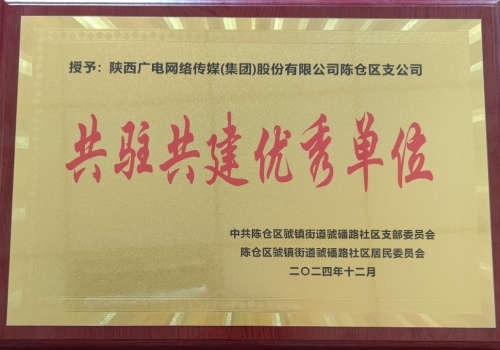 授予：陕西广电网络传媒(集团)股份有限公司陈仓区支公司
共驻共建优秀单位
中共陈仓区虢镇街道虢磻路社区支部委员会
陈仓区虢镇街道虢磻路社区居民委员会
二〇二四年十二月